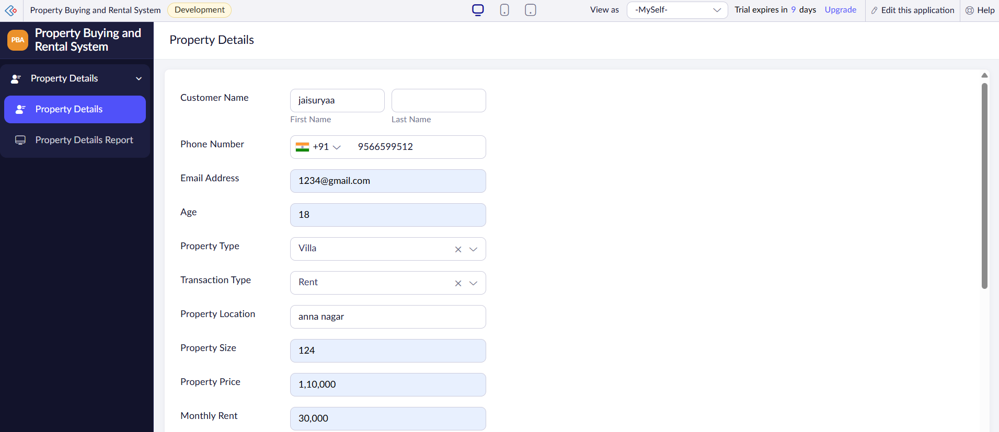 Property Buying and Rental System Development View as -MySelf- Trial expires in 9 days Upgrade Edit this application Help
PBA Property Buying and
Rental System
Property Details
Property Details
Property Details
Property Details Report
Customer Name jaisuryaa
First Name Last Name
Phone Number +91 9566599512
Email Address 1234@gmail.com
Age 18
Property Type Villa
Transaction Type Rent
Property Location anna nagar
Property Size 124
Property Price 1,10,000
Monthly Rent 30,000